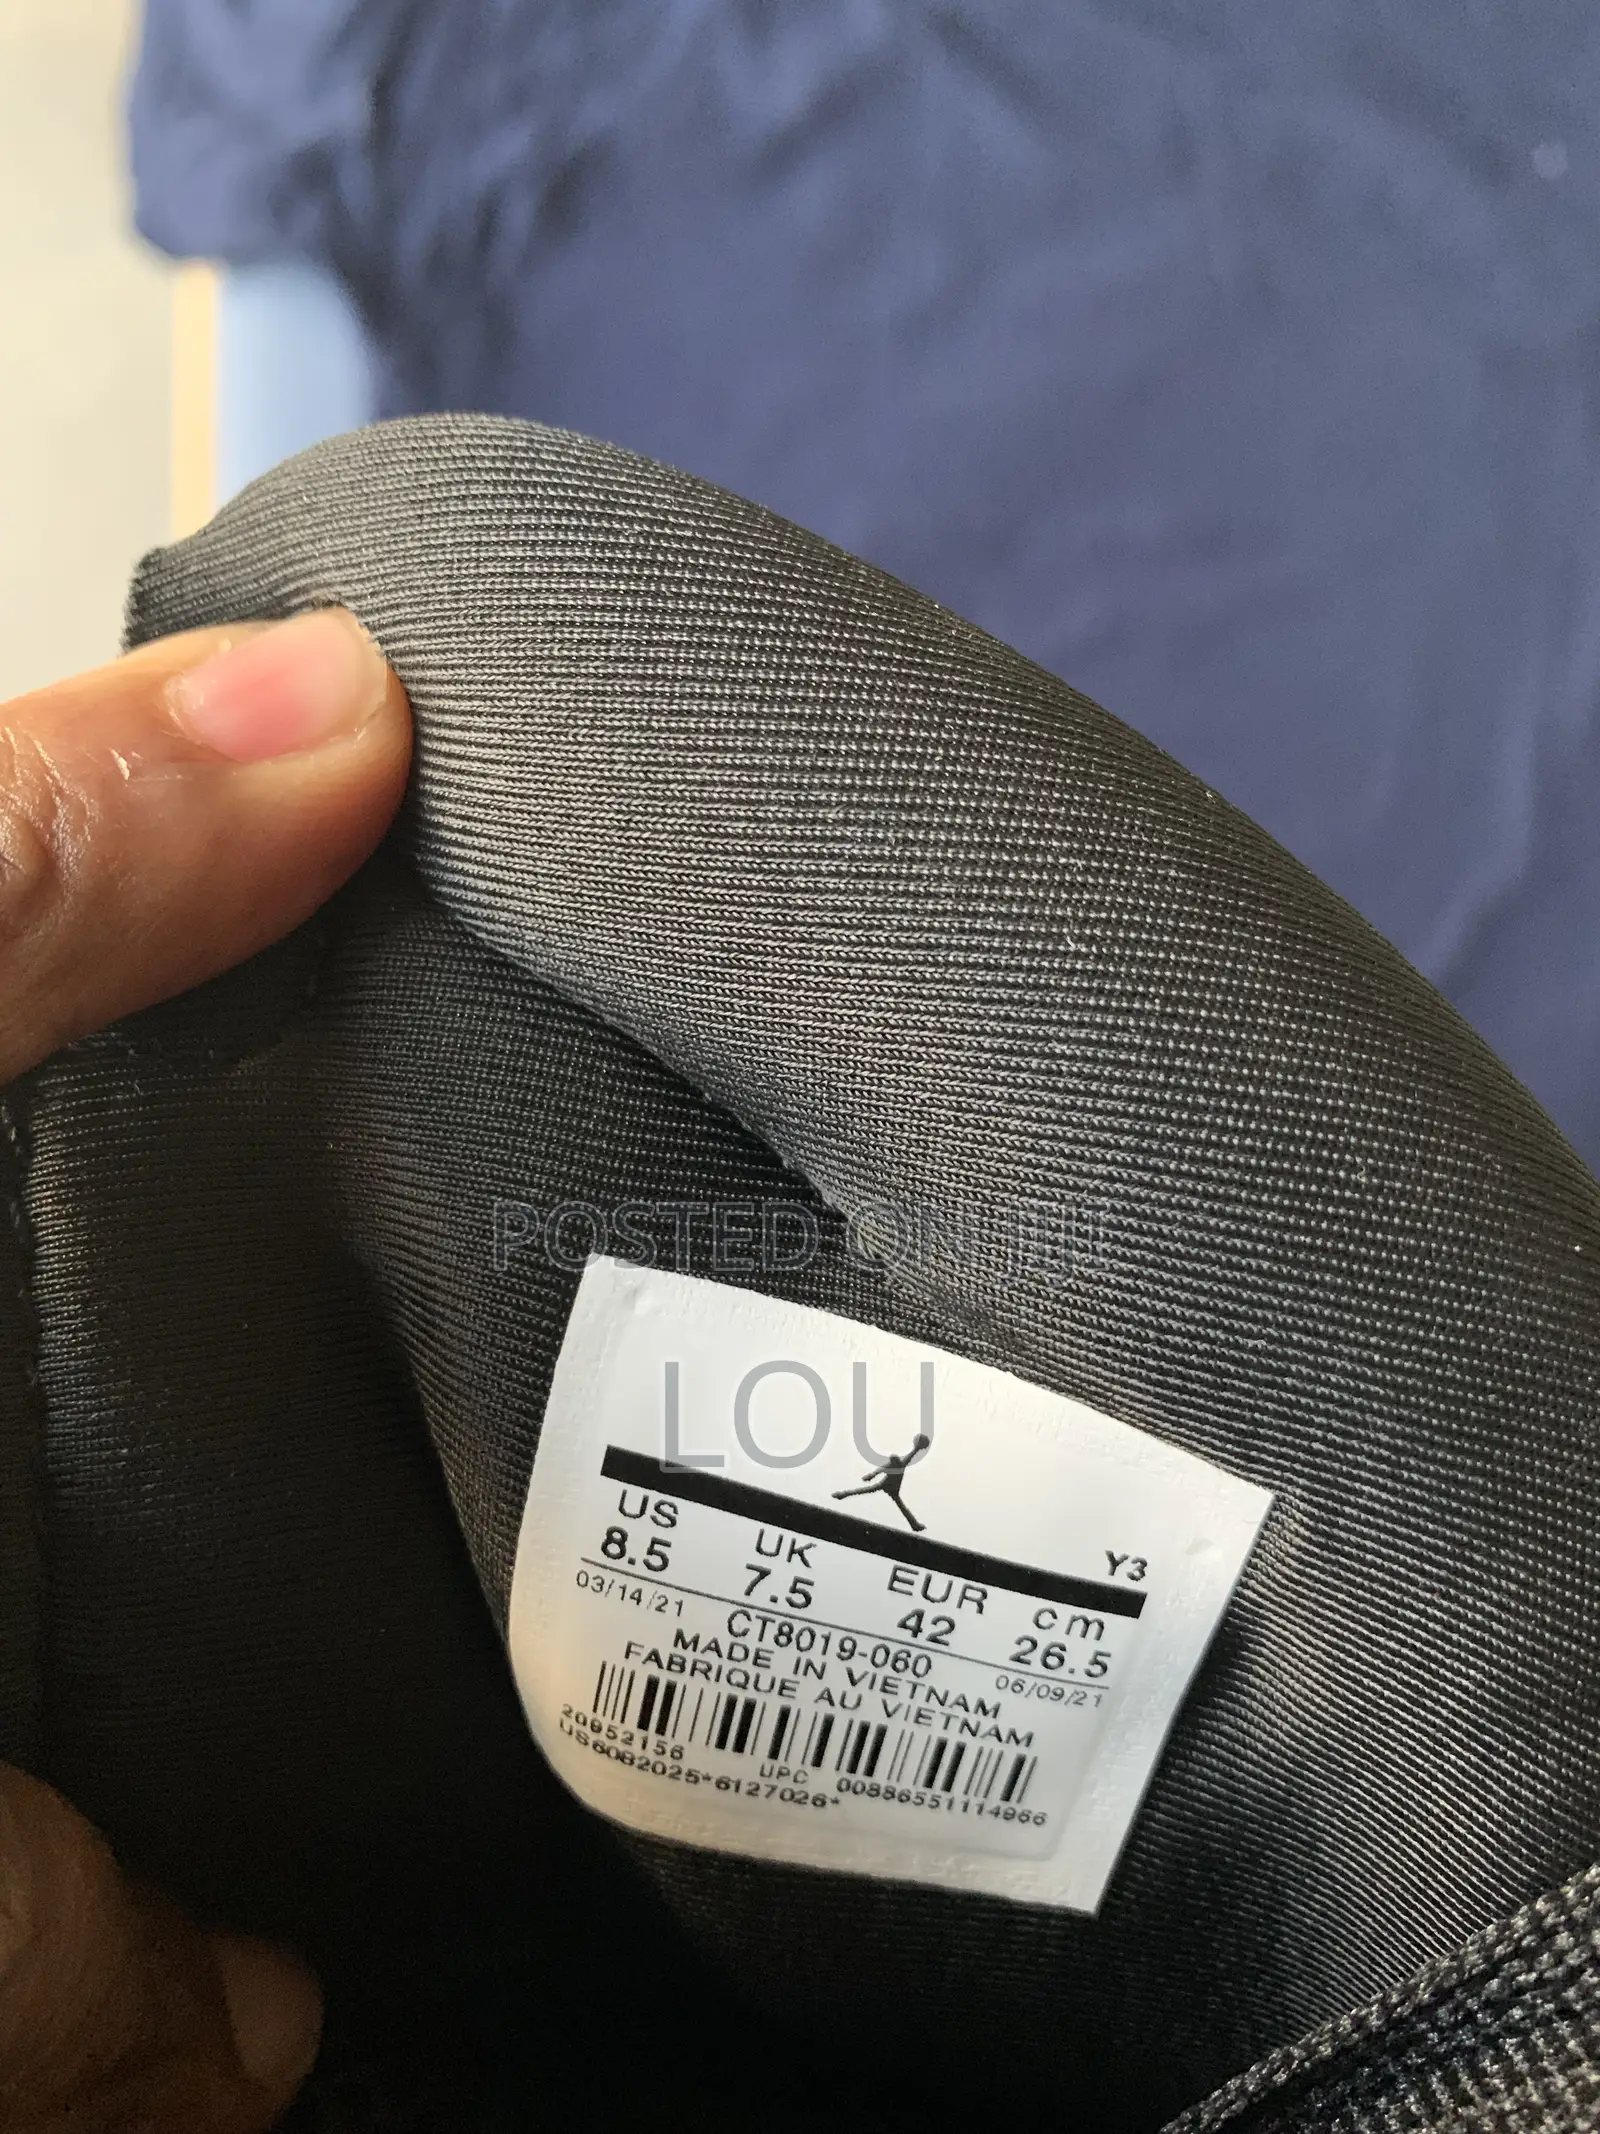 POSTED ON JIJI
LOU
Y3
US UK EUR cm
8.5 7.5 42 26.5
03/14/21 06/09/21
CT8019-060
MADE IN VIETNAM
FABRIQUE AU VIETNAM
20952156 UPC 00886551114966
US6082025*6127026*